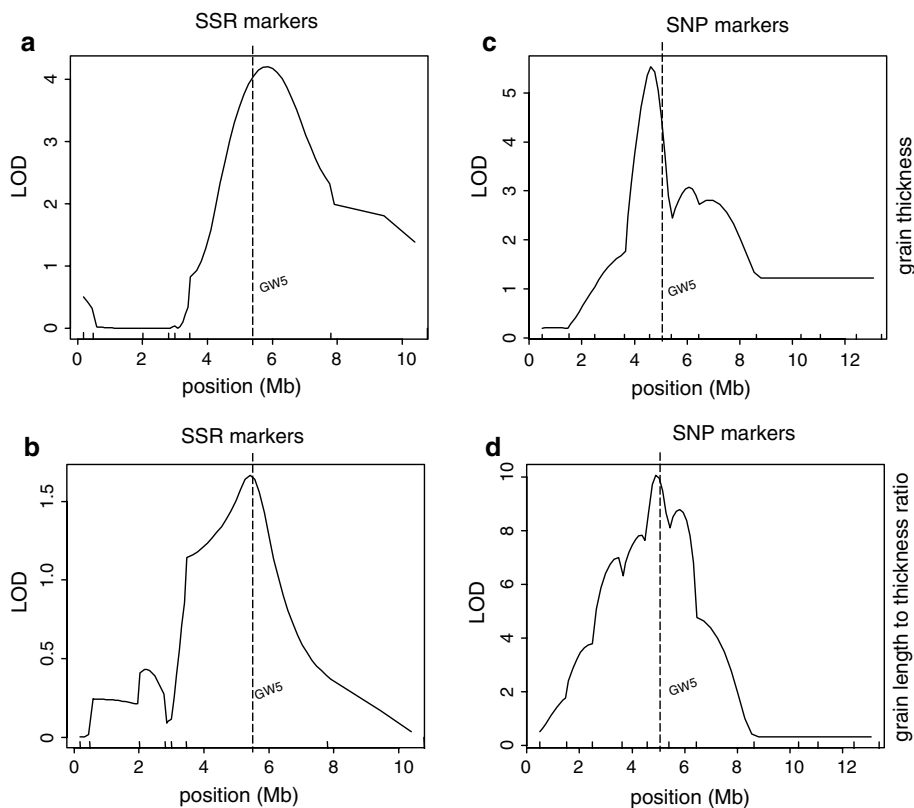 SSR markers
a
4
3
2
1
0
LOD
GW5
0 2 4 6 8 10
position (Mb)
SNP markers
c
5
4
3
2
1
0
LOD
GW5
0 2 4 6 8 10 12
position (Mb)
grain thickness
SSR markers
b
1.5
1.0
0.5
0
LOD
GW5
0 2 4 6 8 10
position (Mb)
SNP markers
d
10
8
6
4
2
0
LOD
GW5
0 2 4 6 8 10 12
position (Mb)
grain length to thickness ratio